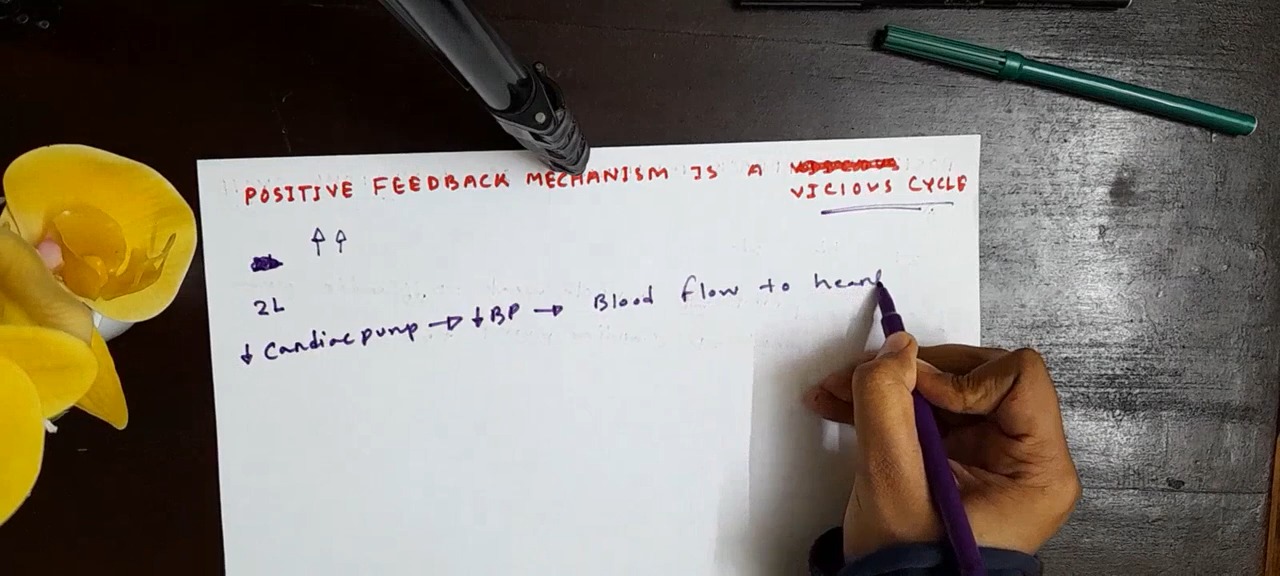 POSITIVE FEEDBACK MECHANISM IS A VICIOUS CYCLE
↑ ↑
2L
↓ Cardiac pump → ↓ BP → Blood flow to heart